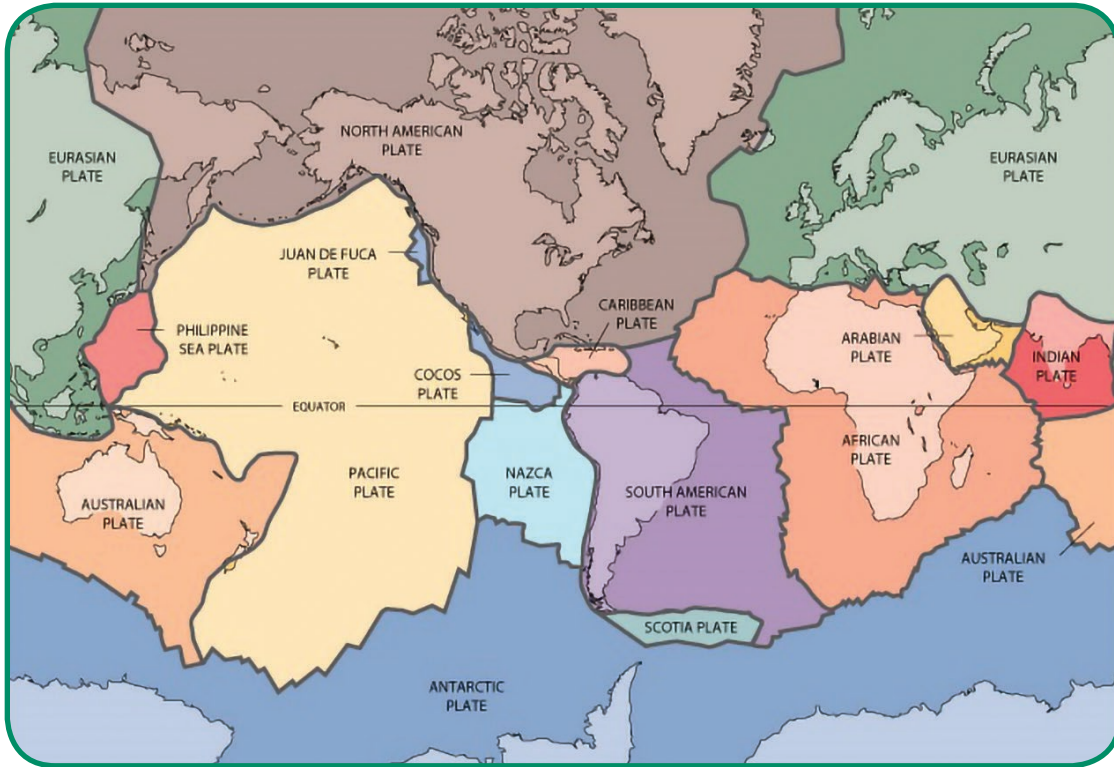 NORTH AMERICAN
PLATE
EURASIAN
PLATE
EURASIAN
PLATE
JUAN DE FUCA
PLATE
CARIBBEAN
PLATE
PHILIPPINE
SEA PLATE
ARABIAN
PLATE
INDIAN
PLATE
COCOS
PLATE
EQUATOR
AFRICAN
PLATE
PACIFIC
PLATE
NAZCA
PLATE
SOUTH AMERICAN
PLATE
AUSTRALIAN
PLATE
AUSTRALIAN
PLATE
SCOTIA PLATE
ANTARCTIC
PLATE